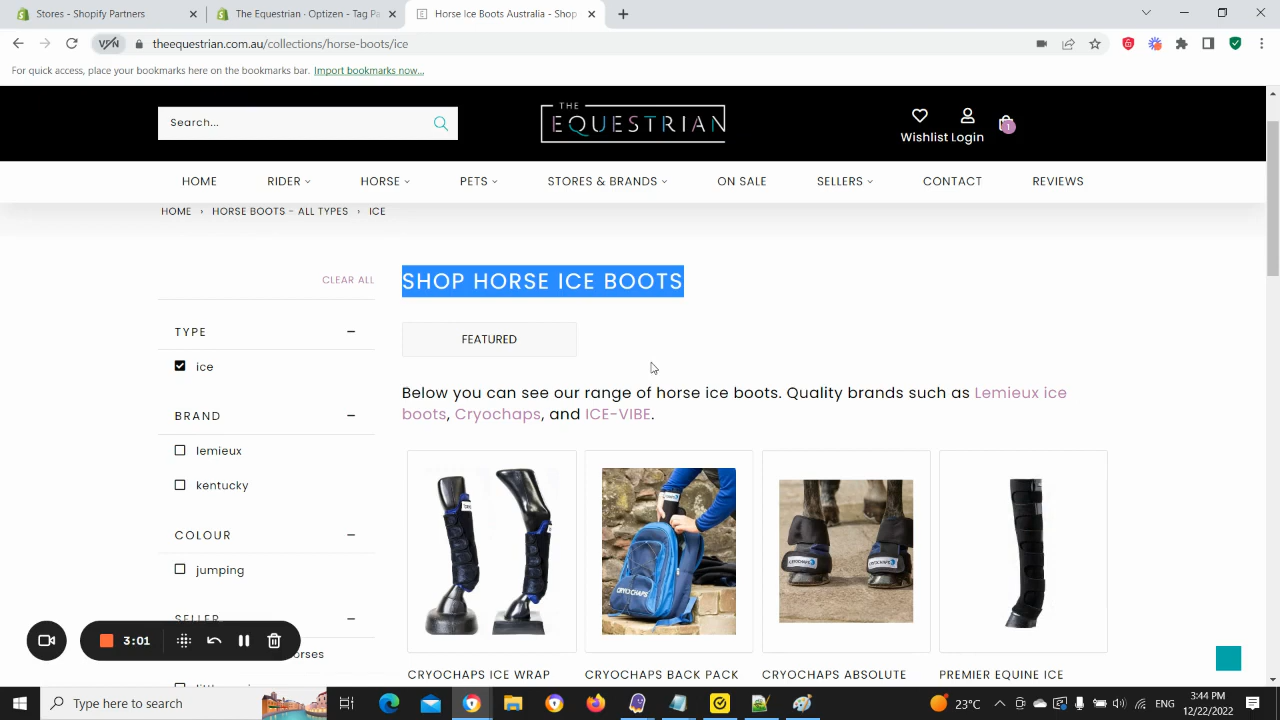 Stores - Shopify Partners
The Equestrian - Optizen - Tag Pa
Horse Ice Boots Australia - Shop
VPN
theequestrian.com.au/collections/horse-boots/ice
For quick access, place your bookmarks here on the bookmarks bar. Import bookmarks now...
Search...
THE
EQUESTRIAN
Wishlist Login
1
HOME RIDER HORSE PETS STORES & BRANDS ON SALE SELLERS CONTACT REVIEWS
HOME › HORSE BOOTS - ALL TYPES › ICE
CLEAR ALL
SHOP HORSE ICE BOOTS
TYPE
FEATURED
ice
Below you can see our range of horse ice boots. Quality brands such as Lemieux ice
boots, Cryochaps, and ICE-VIBE.
BRAND
lemieux
kentucky
COLOUR
jumping
SELLER
3:01
CRYOCHAPS
CRYOCHAPS ICE WRAP
CRYOCHAPS BACK PACK
CRYOCHAPS ABSOLUTE
PREMIER EQUINE ICE
Type here to search
23°C
ENG
3:44 PM
12/22/2022